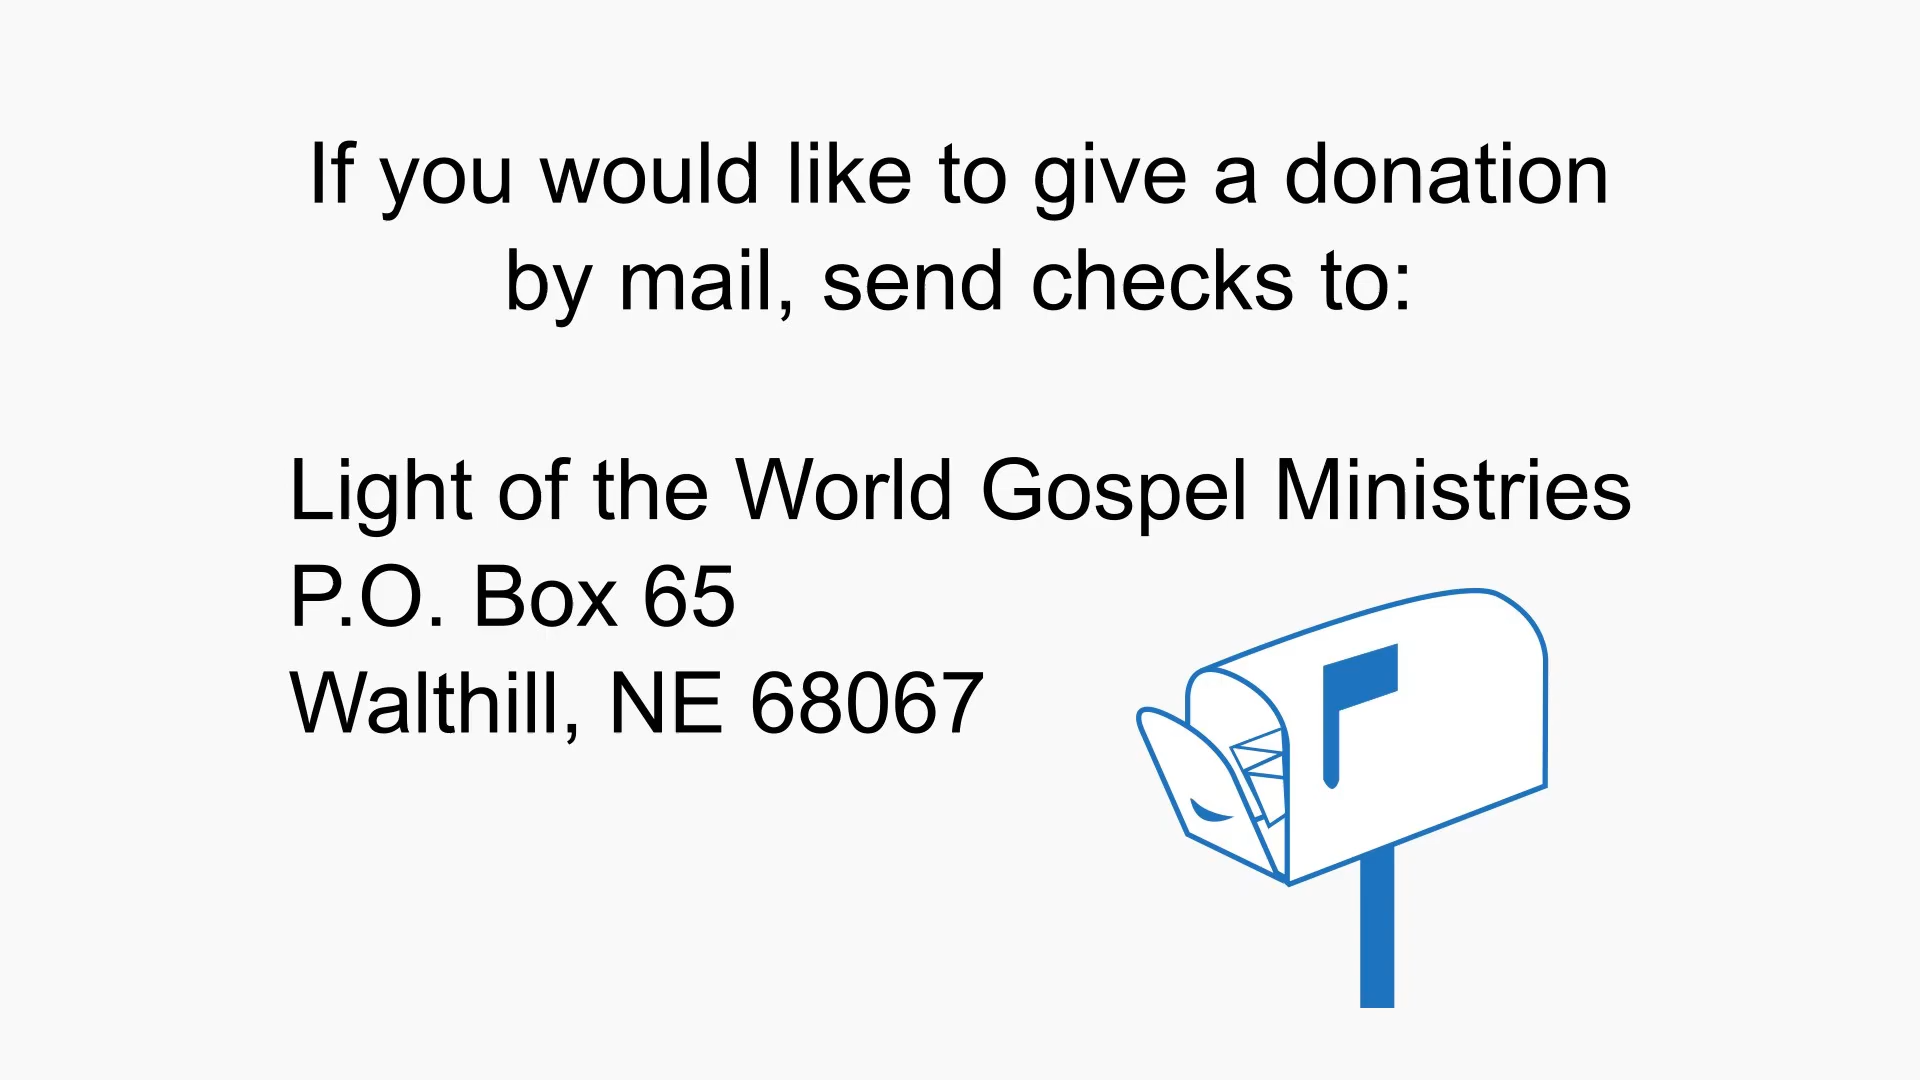 If you would like to give a donation
by mail, send checks to:
Light of the World Gospel Ministries
P.O. Box 65
Walthill, NE 68067